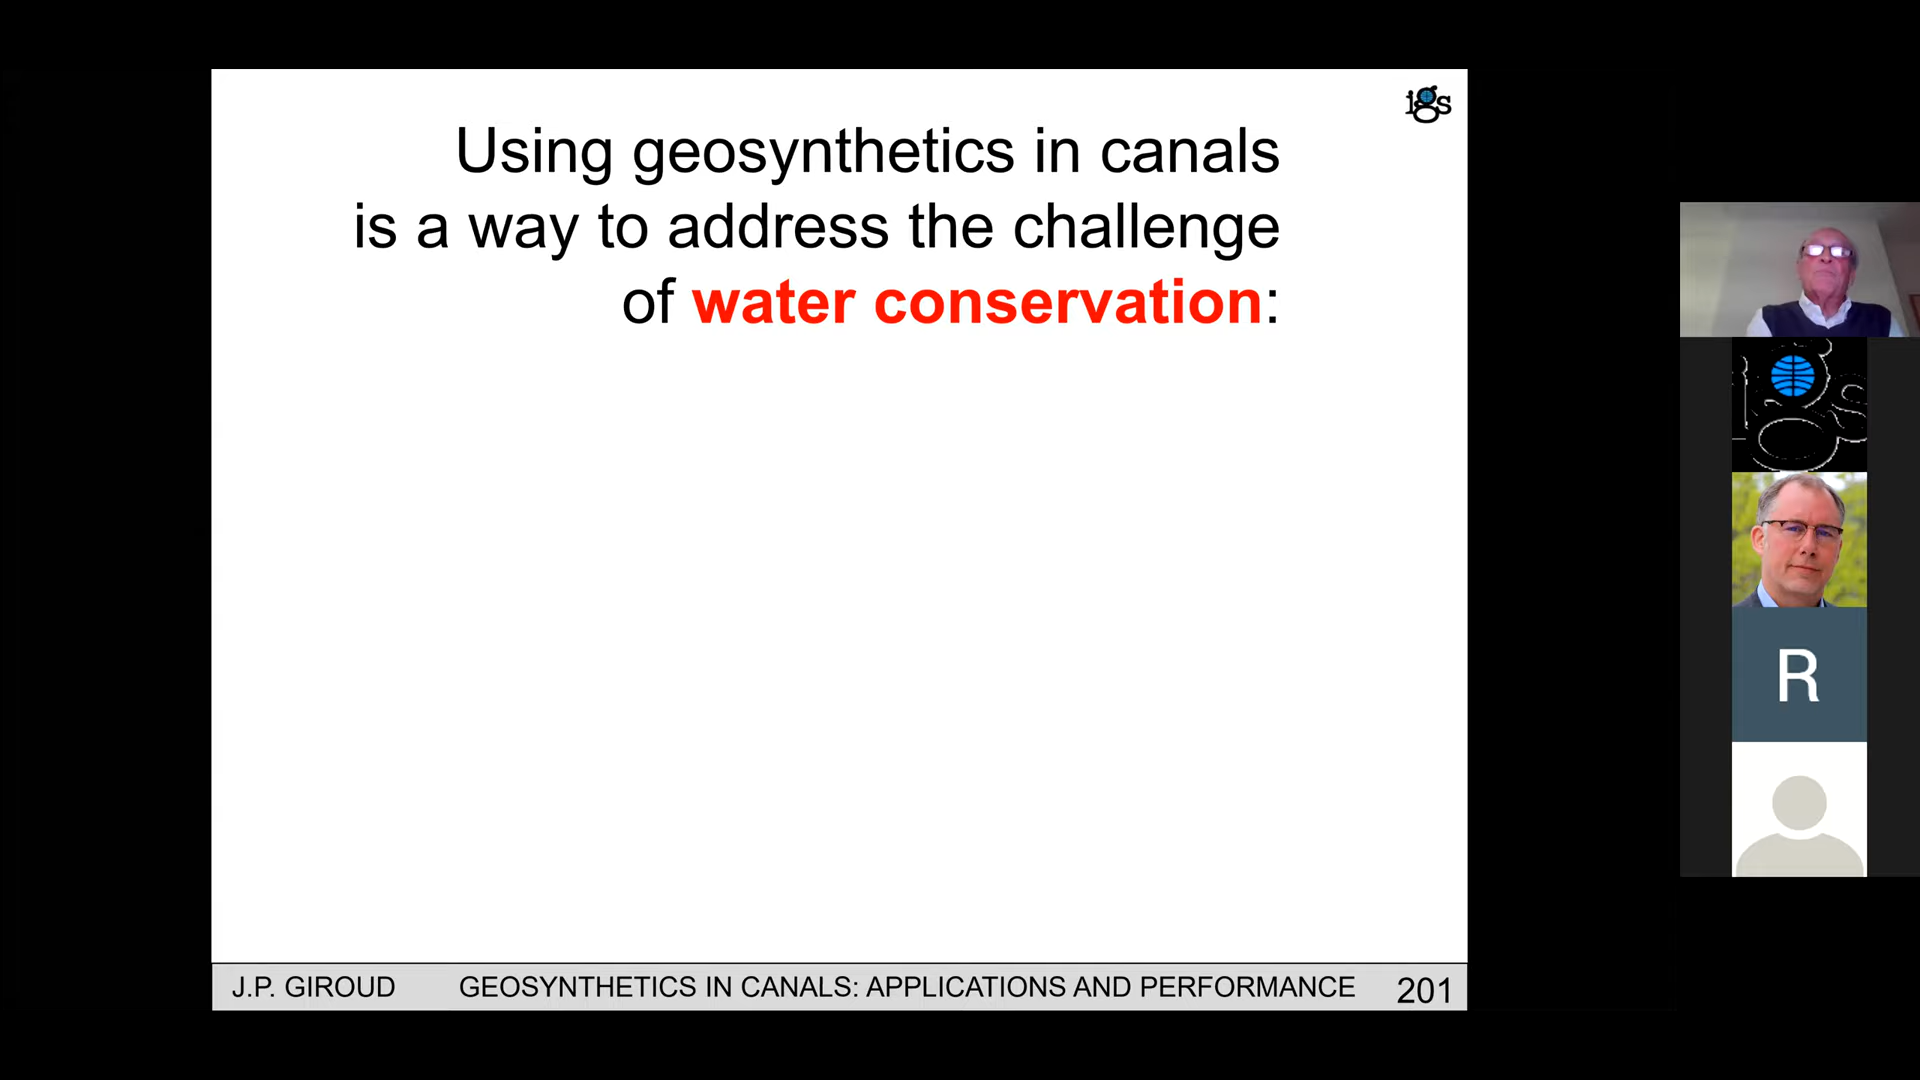 igs
Using geosynthetics in canals
is a way to address the challenge
of water conservation:
J.P. GIROUD GEOSYNTHETICS IN CANALS: APPLICATIONS AND PERFORMANCE 201
igs
R